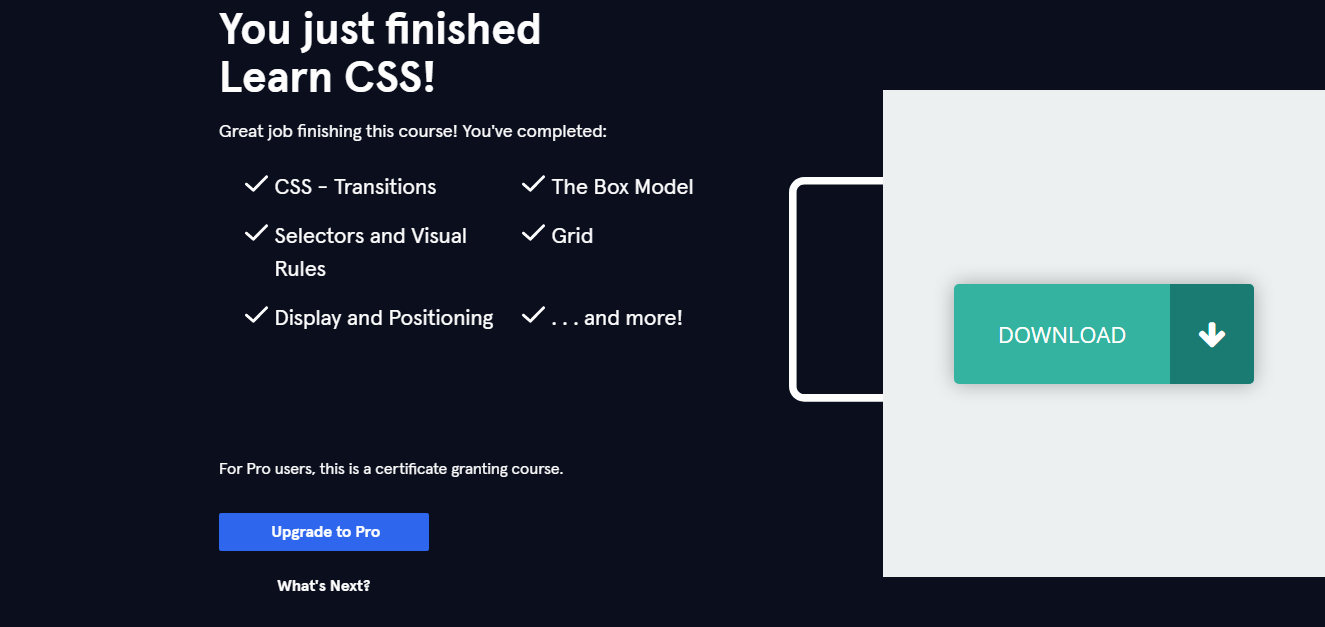 You just finished
Learn CSS!
Great job finishing this course! You've completed:
CSS - Transitions
The Box Model
Selectors and Visual
Rules
Grid
Display and Positioning
. . . and more!
DOWNLOAD
For Pro users, this is a certificate granting course.
Upgrade to Pro
What's Next?